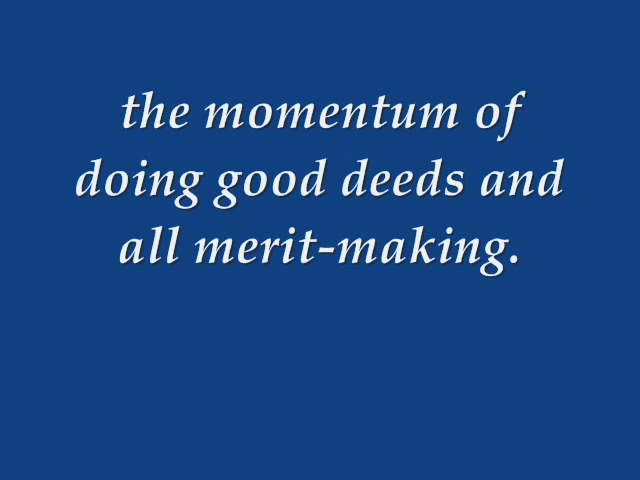 the momentum of
doing good deeds and
all merit-making.